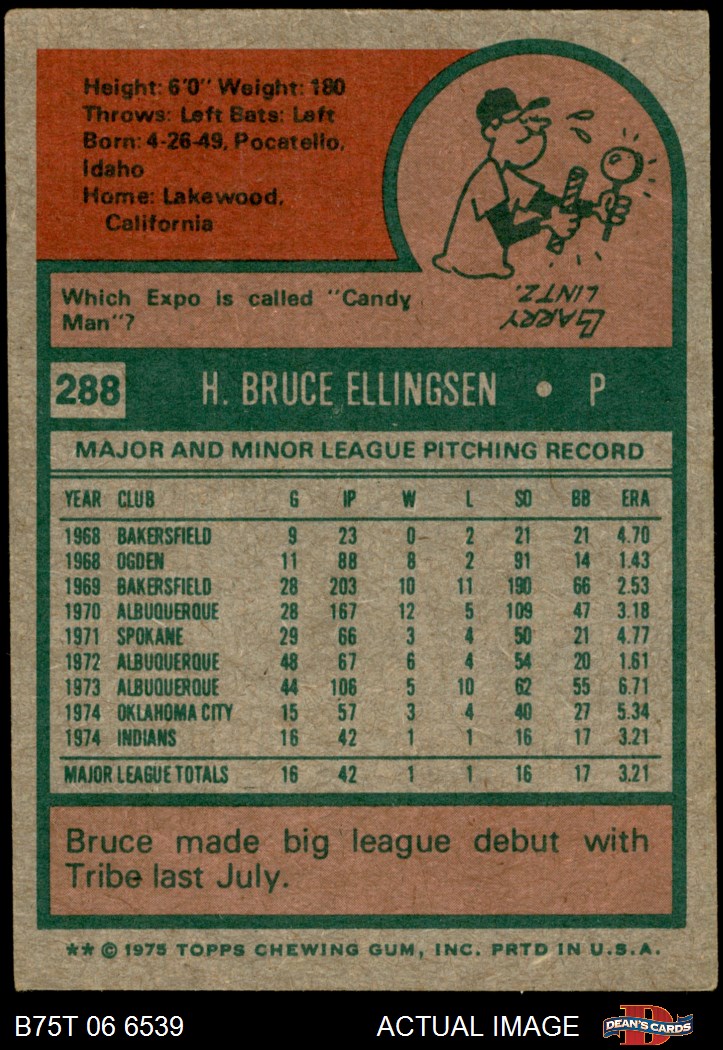 Height: 6'0" Weight: 180
Throws: Left Bats: Left
Born: 4-26-49, Pocatello,
Idaho
Home: Lakewood,
California
Which Expo is called "Candy
Man"?
LARRY
LINTZ.
288 H. BRUCE ELLINGSEN • P
MAJOR AND MINOR LEAGUE PITCHING RECORD
YEAR CLUB G IP W L SO BB ERA
1968 BAKERSFIELD 9 23 0 2 21 21 4.70
1968 OGDEN 11 88 8 2 91 14 1.43
1969 BAKERSFIELD 28 203 10 11 190 66 2.53
1970 ALBUQUERQUE 28 167 12 5 109 47 3.18
1971 SPOKANE 29 66 3 4 50 21 4.77
1972 ALBUQUERQUE 48 67 6 4 54 20 1.61
1973 ALBUQUERQUE 44 106 5 10 62 55 6.71
1974 OKLAHOMA CITY 15 57 3 4 40 27 5.34
1974 INDIANS 16 42 1 1 16 17 3.21
MAJOR LEAGUE TOTALS 16 42 1 1 16 17 3.21
Bruce made big league debut with
Tribe last July.
** © 1975 TOPPS CHEWING GUM, INC. PRTD IN U.S.A.
B75T 06 6539 ACTUAL IMAGE D DEAN'S CARDS